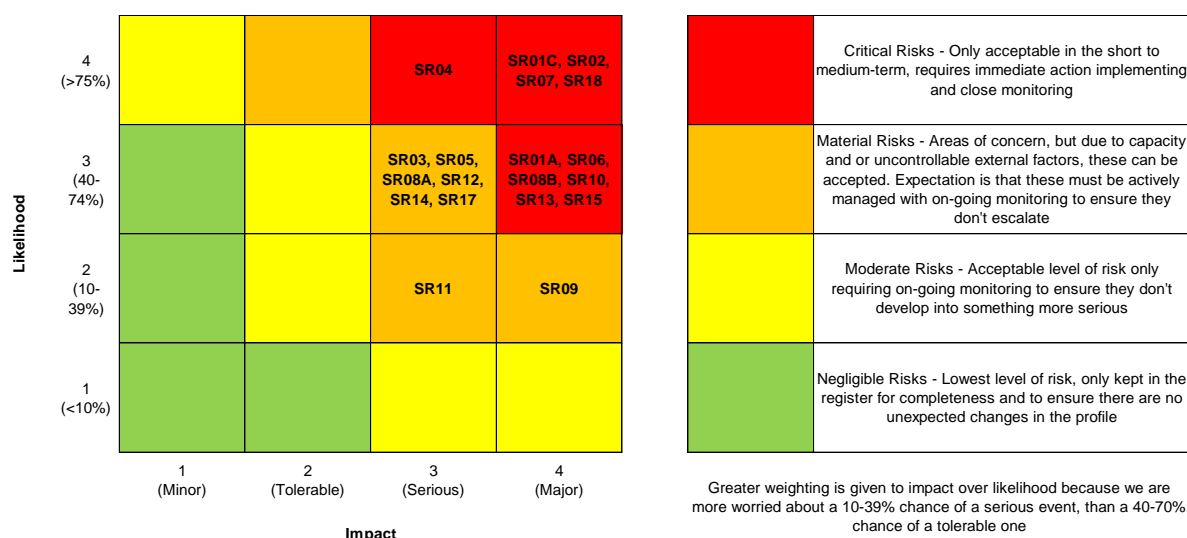 Likelihood
4
(>75%)
SR04
SR01C, SR02,
SR07, SR18
3
(40-
74%)
SR03, SR05,
SR08A, SR12,
SR14, SR17
SR01A, SR06,
SR08B, SR10,
SR13, SR15
2
(10-
39%)
SR11
SR09
1
(<10%)
1
(Minor)
2
(Tolerable)
3
(Serious)
4
(Major)
Impact
Critical Risks - Only acceptable in the short to
medium-term, requires immediate action implementing
and close monitoring
Material Risks - Areas of concern, but due to capacity
and or uncontrollable external factors, these can be
accepted. Expectation is that these must be actively
managed with on-going monitoring to ensure they
don't escalate
Moderate Risks - Acceptable level of risk only
requiring on-going monitoring to ensure they don't
develop into something more serious
Negligible Risks - Lowest level of risk, only kept in the
register for completeness and to ensure there are no
unexpected changes in the profile
Greater weighting is given to impact over likelihood because we are
more worried about a 10-39% chance of a serious event, than a 40-70%
chance of a tolerable one